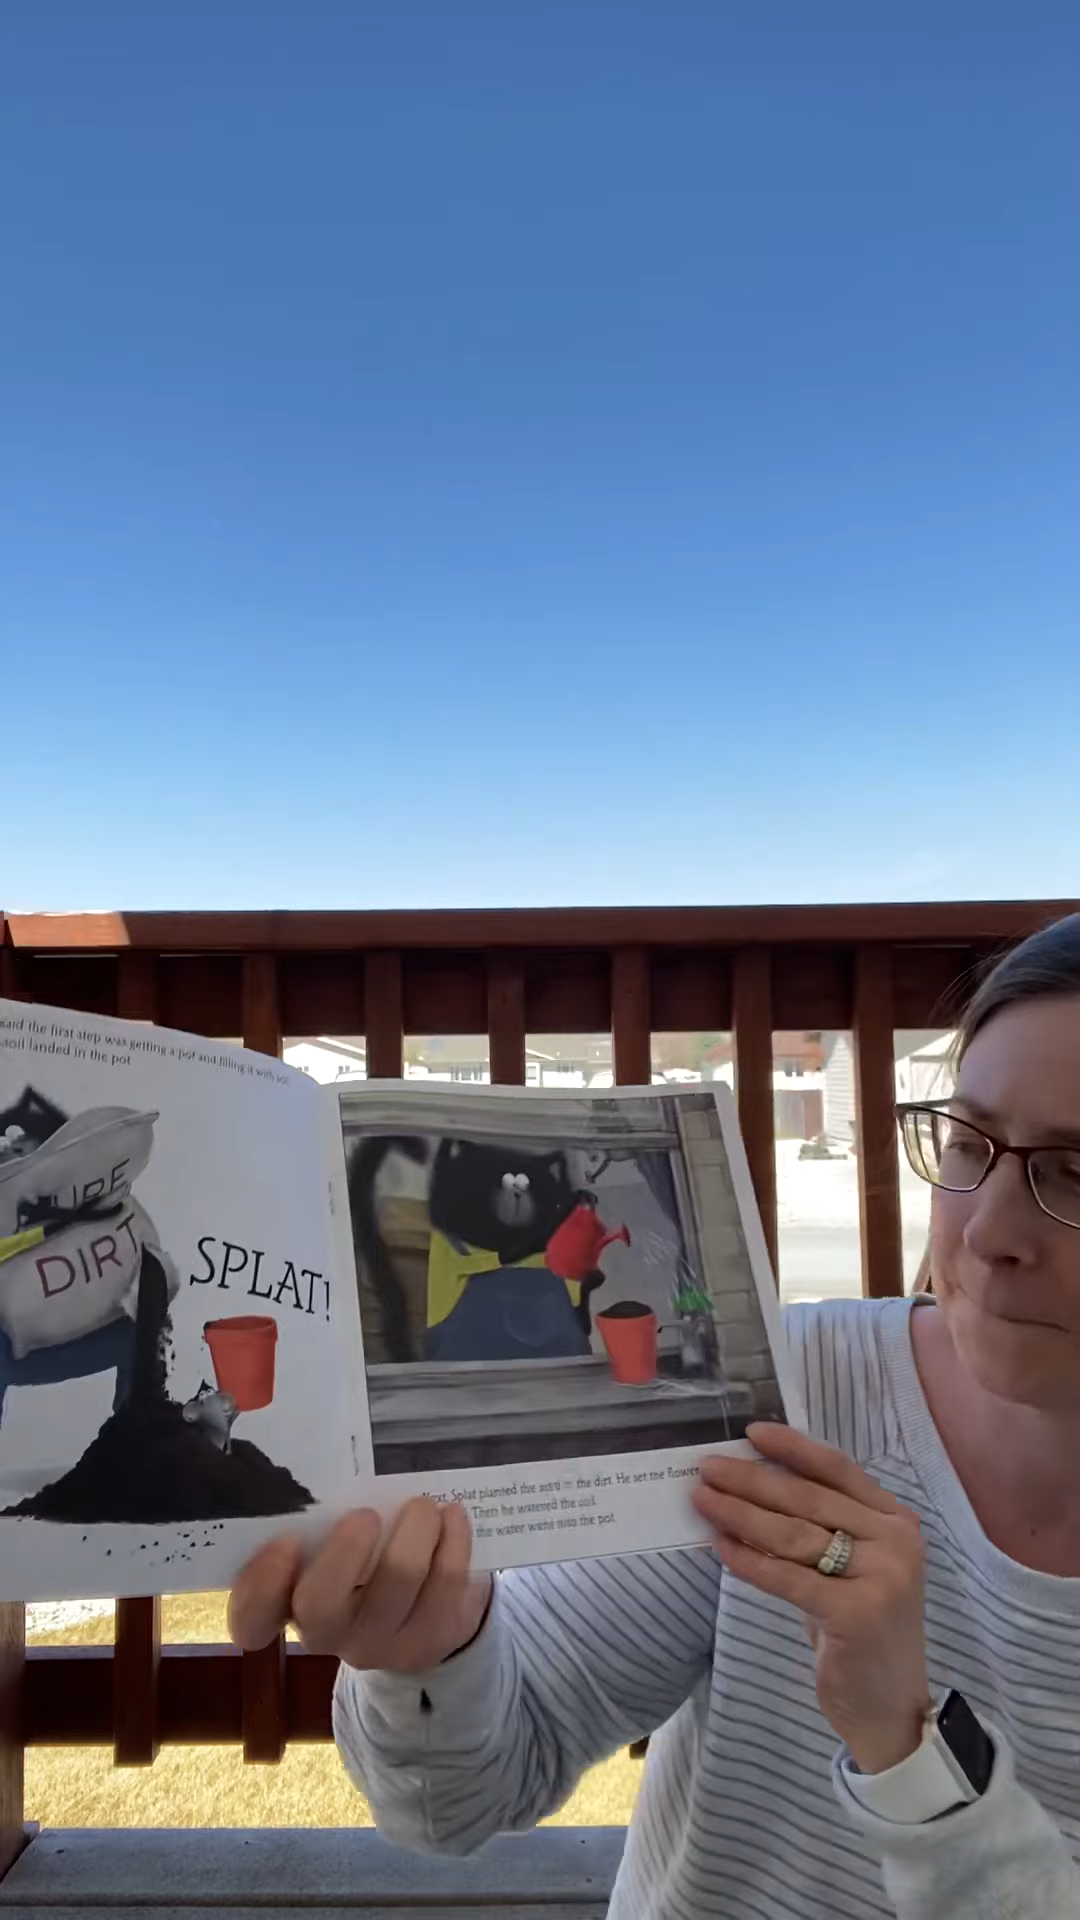 said the first step was getting a pot and filling it with soil
soil landed in the pot
PURE
DIRT
SPLAT!
Next, Splat planted the seed in the dirt. He set the flower
Then he watered the soil.
the water went into the pot.